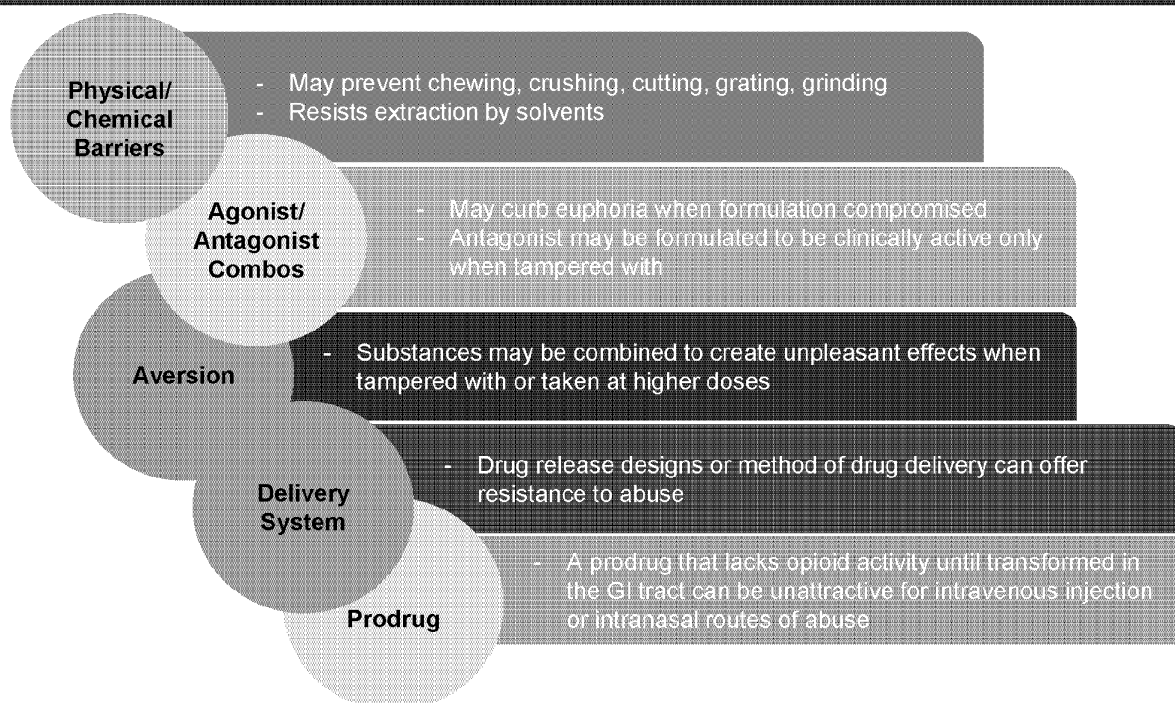 Physical/
Chemical
Barriers
- May prevent chewing, crushing, cutting, grating, grinding
- Resists extraction by solvents
Agonist/
Antagonist
Combos
- May curb euphoria when formulation compromised
- Antagonist may be formulated to be clinically active only
when tampered with
Aversion
- Substances may be combined to create unpleasant effects when
tampered with or taken at higher doses
Delivery
System
- Drug release designs or method of drug delivery can offer
resistance to abuse
Prodrug
- A prodrug that lacks opioid activity until transformed in
the GI tract can be unattractive for intravenous injection
or intranasal routes of abuse